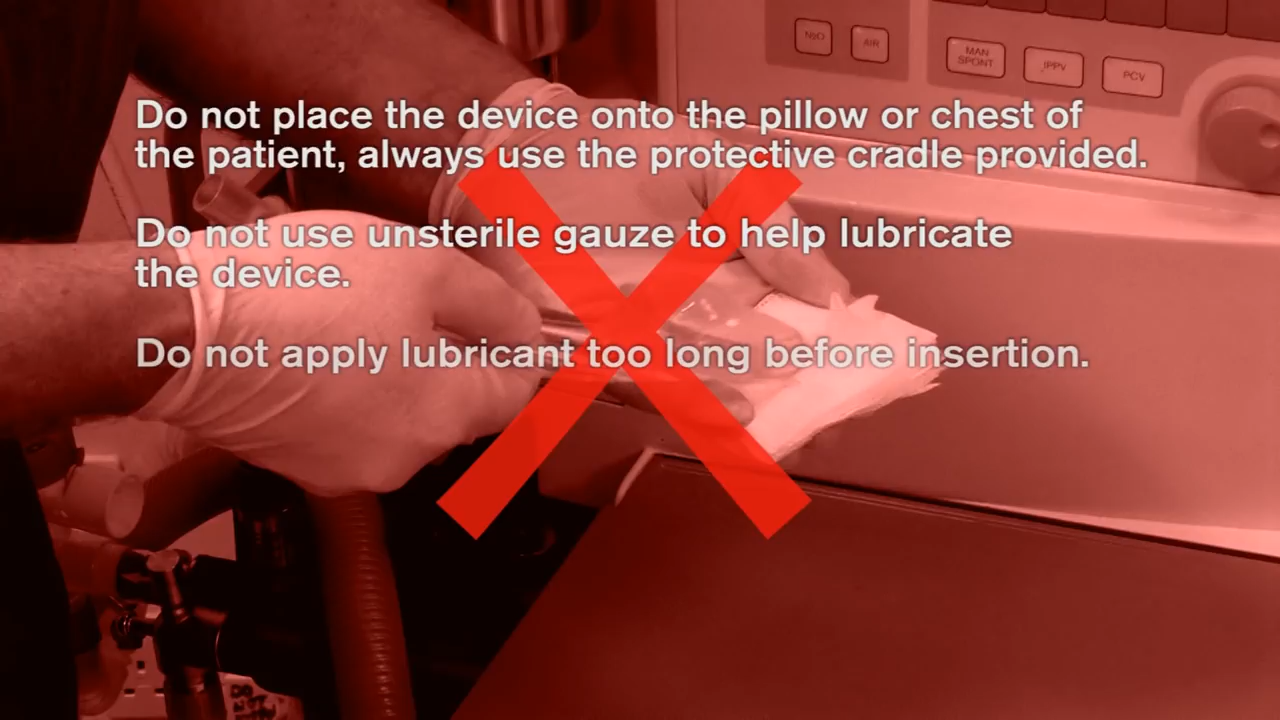 N₂O
AIR
MAN
SPONT
IPPV
PCV
Do not place the device onto the pillow or chest of
the patient, always use the protective cradle provided.
Do not use unsterile gauze to help lubricate
the device.
Do not apply lubricant too long before insertion.
DO
NOT